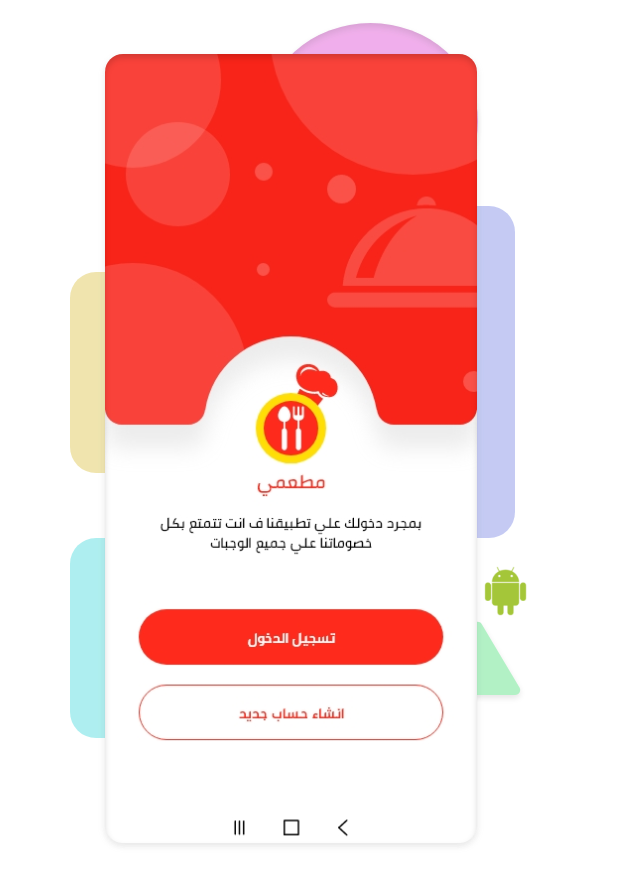 مطعمي
بمجرد دخولك علي تطبيقنا ف انت تتمتع بكل
خصوماتنا علي جميع الوجبات
تسجيل الدخول
انشاء حساب جديد